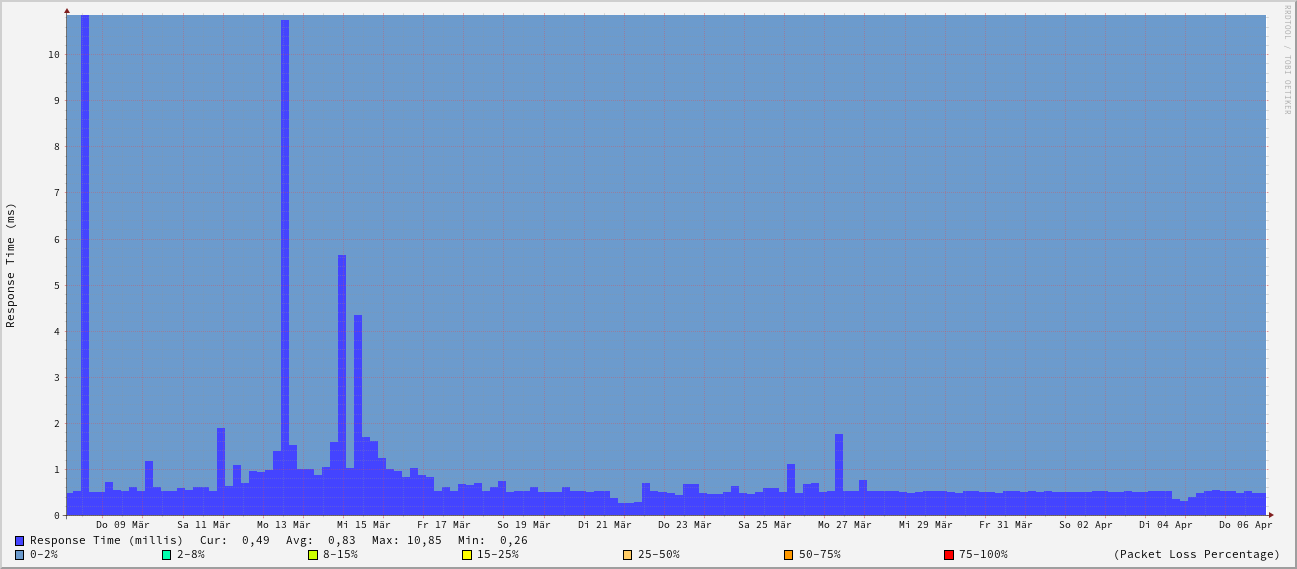 RRDTOOL / TOBI OETIKER
Response Time (ms)
10
9
8
7
6
5
4
3
2
1
0
Do 09 Mär Sa 11 Mär Mo 13 Mär Mi 15 Mär Fr 17 Mär So 19 Mär Di 21 Mär Do 23 Mär Sa 25 Mär Mo 27 Mär Mi 29 Mär Fr 31 Mär So 02 Apr Di 04 Apr Do 06 Apr
Response Time (millis) Cur: 0,49 Avg: 0,83 Max: 10,85 Min: 0,26
0-2% 2-8% 8-15% 15-25% 25-50% 50-75% 75-100% (Packet Loss Percentage)